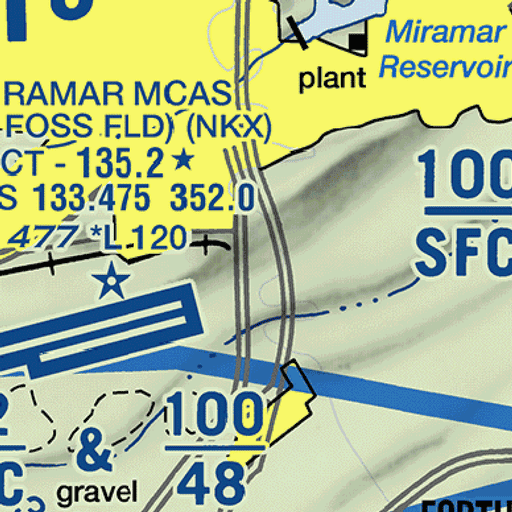 Miramar
Reservoir
plant
RAMAR MCAS
-FOSS FLD) (NKX)
CT - 135.2 ★
S 133.475 352.0
477 *L 120
100
SFC
100
48
2
C
&
gravel